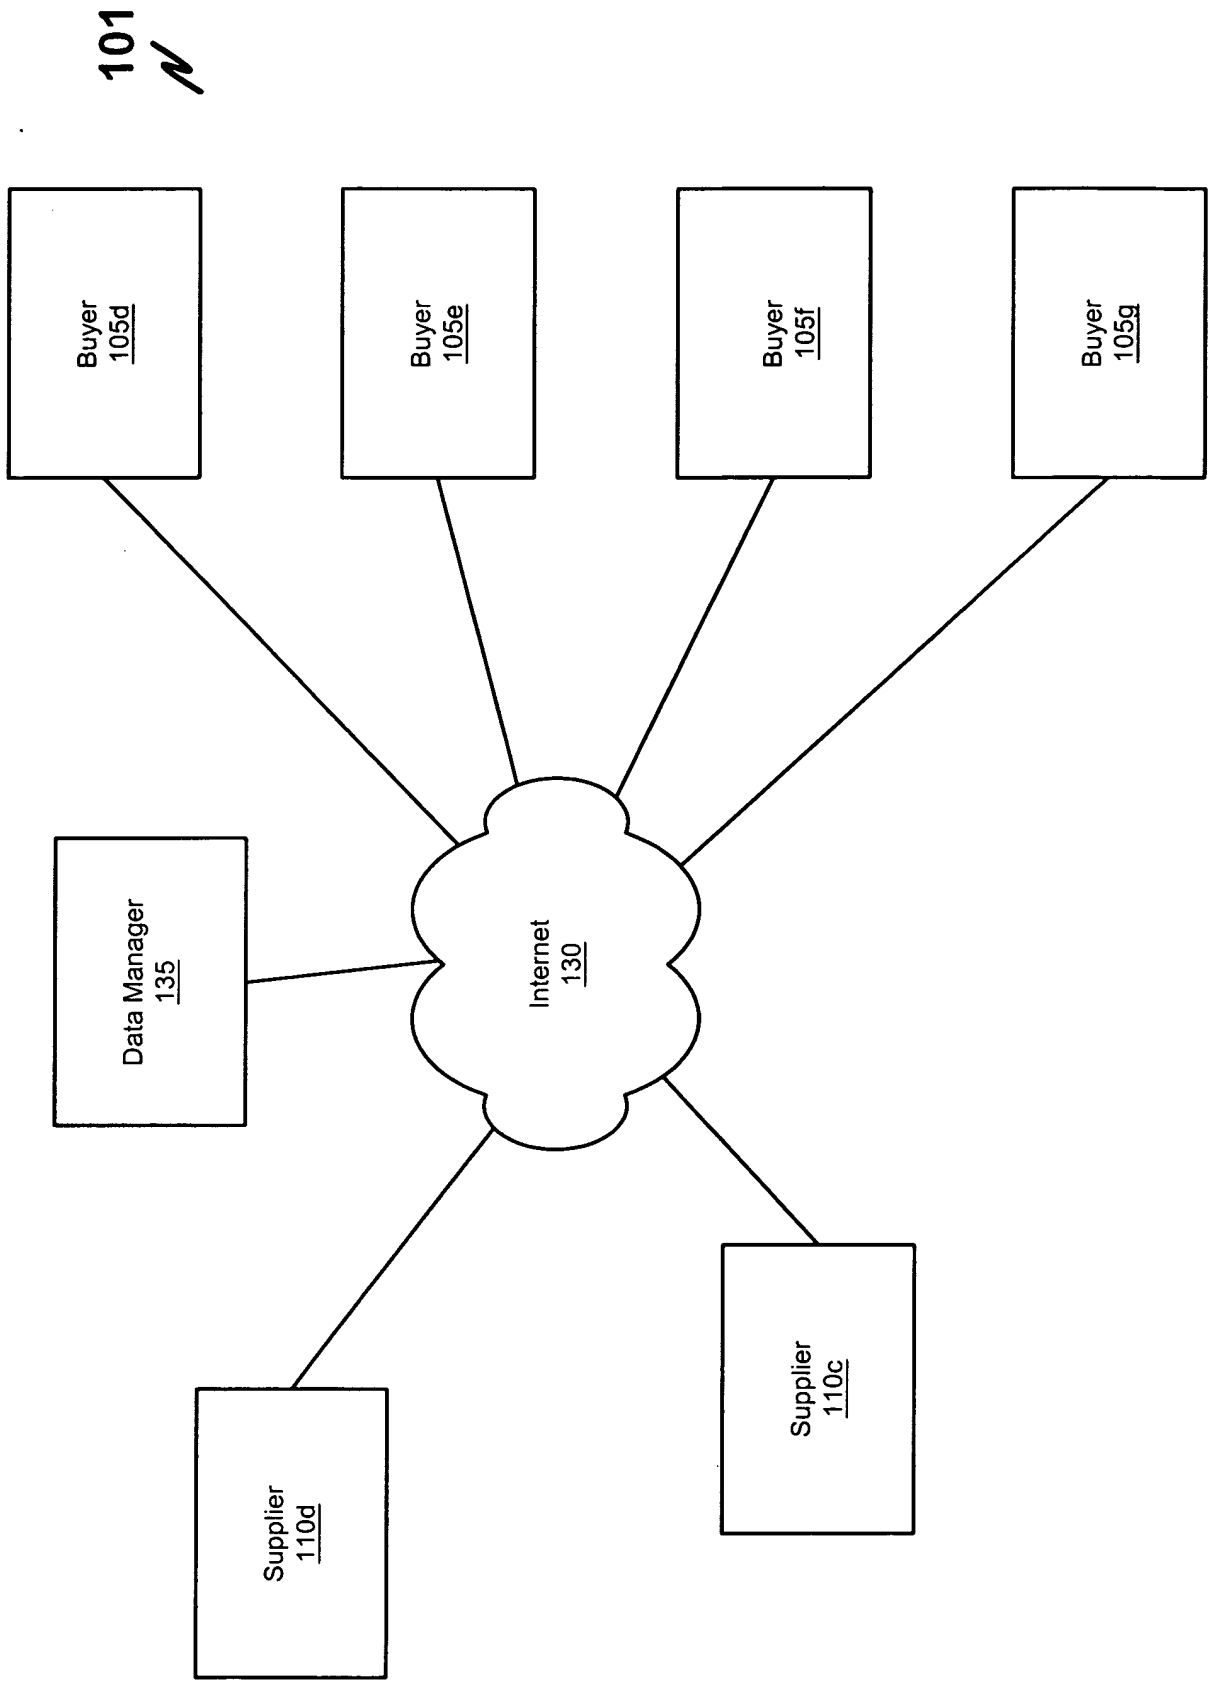 101
Data Manager
135
Buyer
105d
Supplier
110d
Internet
130
Buyer
105e
Supplier
110c
Buyer
105f
Buyer
105g